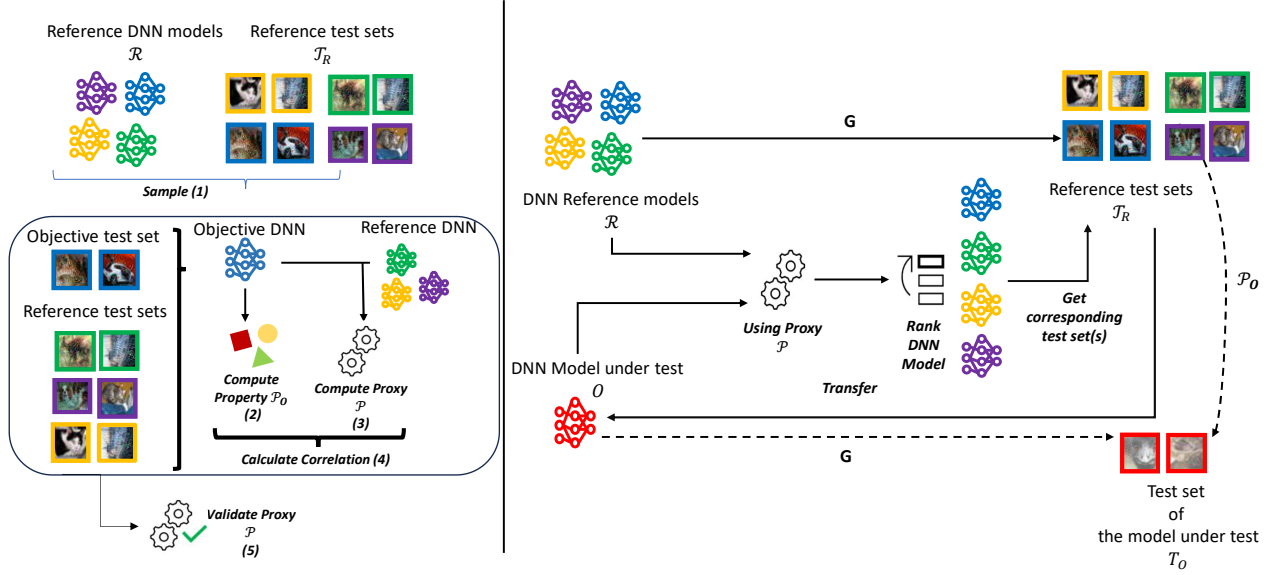 Reference DNN models
ℛ
Reference test sets
𝒯_R
Sample (1)
Objective test set
Reference test sets
Objective DNN
Reference DNN
Compute
Property 𝒫_O
(2)
Compute Proxy
𝒫
(3)
Calculate Correlation (4)
Validate Proxy
𝒫
(5)
G
DNN Reference models
ℛ
Reference test sets
𝒯_R
Using Proxy
𝒫
Rank
DNN
Model
Get
corresponding
test set(s)
𝒫_O
DNN Model under test
O
Transfer
G
Test set
of
the model under test
T_O